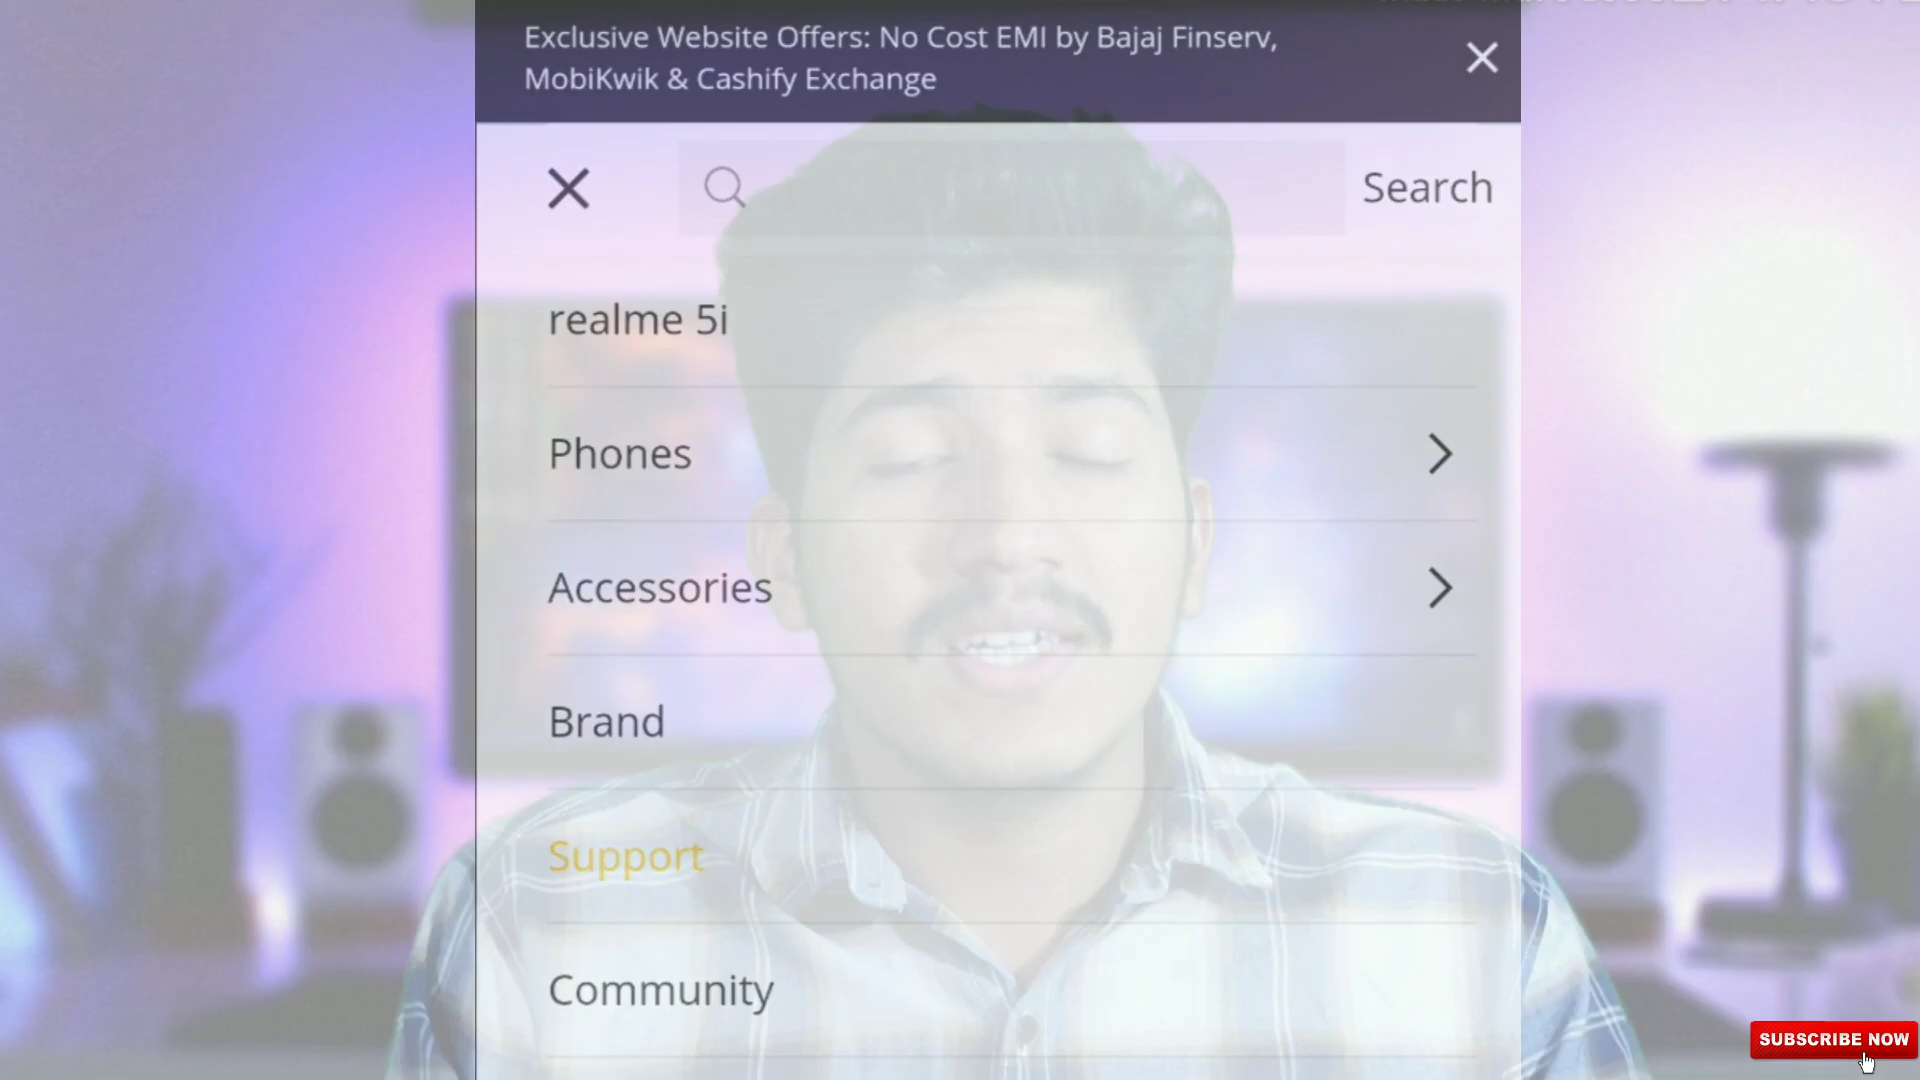 Exclusive Website Offers: No Cost EMI by Bajaj Finserv,
MobiKwik & Cashify Exchange
Search
realme 5i
Phones
Accessories
Brand
Support
Community
SUBSCRIBE NOW